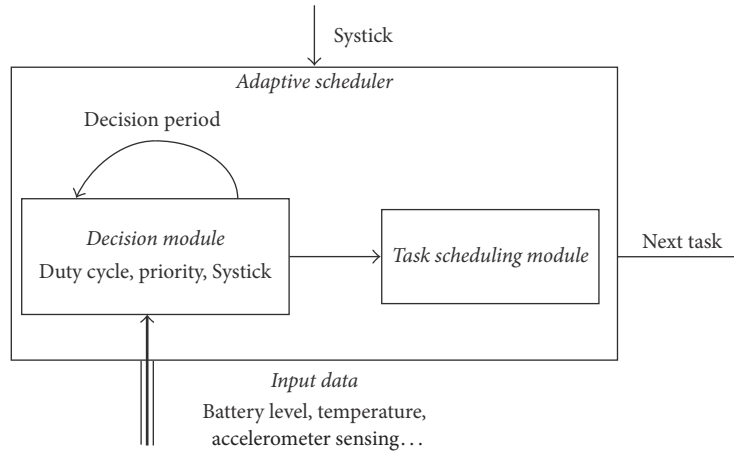 Systick
Adaptive scheduler
Decision period
Decision module
Duty cycle, priority, Systick
Task scheduling module
Next task
Input data
Battery level, temperature,
accelerometer sensing…